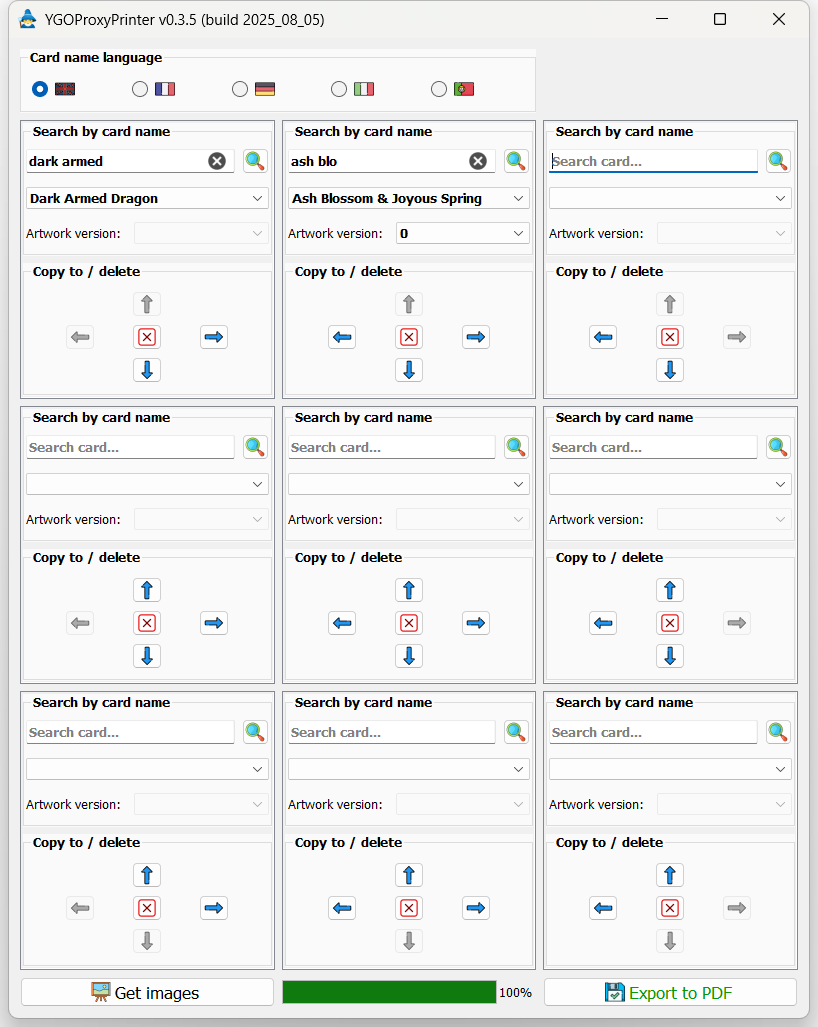 YGOProxyPrinter v0.3.5 (build 2025_08_05)
Card name language
Search by card name Search by card name Search by card name
dark armed ash blo Search card...
Dark Armed Dragon Ash Blossom & Joyous Spring
Artwork version: Artwork version: 0 Artwork version:
Copy to / delete Copy to / delete Copy to / delete
Search by card name Search by card name Search by card name
Search card... Search card... Search card...
Artwork version: Artwork version: Artwork version:
Copy to / delete Copy to / delete Copy to / delete
Search by card name Search by card name Search by card name
Search card... Search card... Search card...
Artwork version: Artwork version: Artwork version:
Copy to / delete Copy to / delete Copy to / delete
Get images 100% Export to PDF